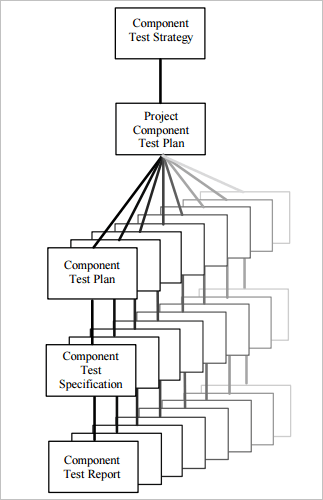 Component
Test Strategy
Project
Component
Test Plan
Component
Test Plan
Component
Test
Specification
Component
Test Report